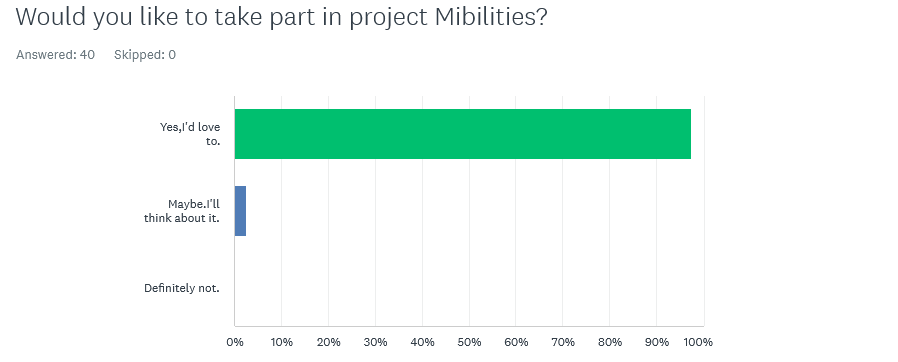 Would you like to take part in project Mibilities?
Answered: 40 Skipped: 0
Yes,I'd love
to.
Maybe.I'll
think about it.
Definitely not.
0% 10% 20% 30% 40% 50% 60% 70% 80% 90% 100%